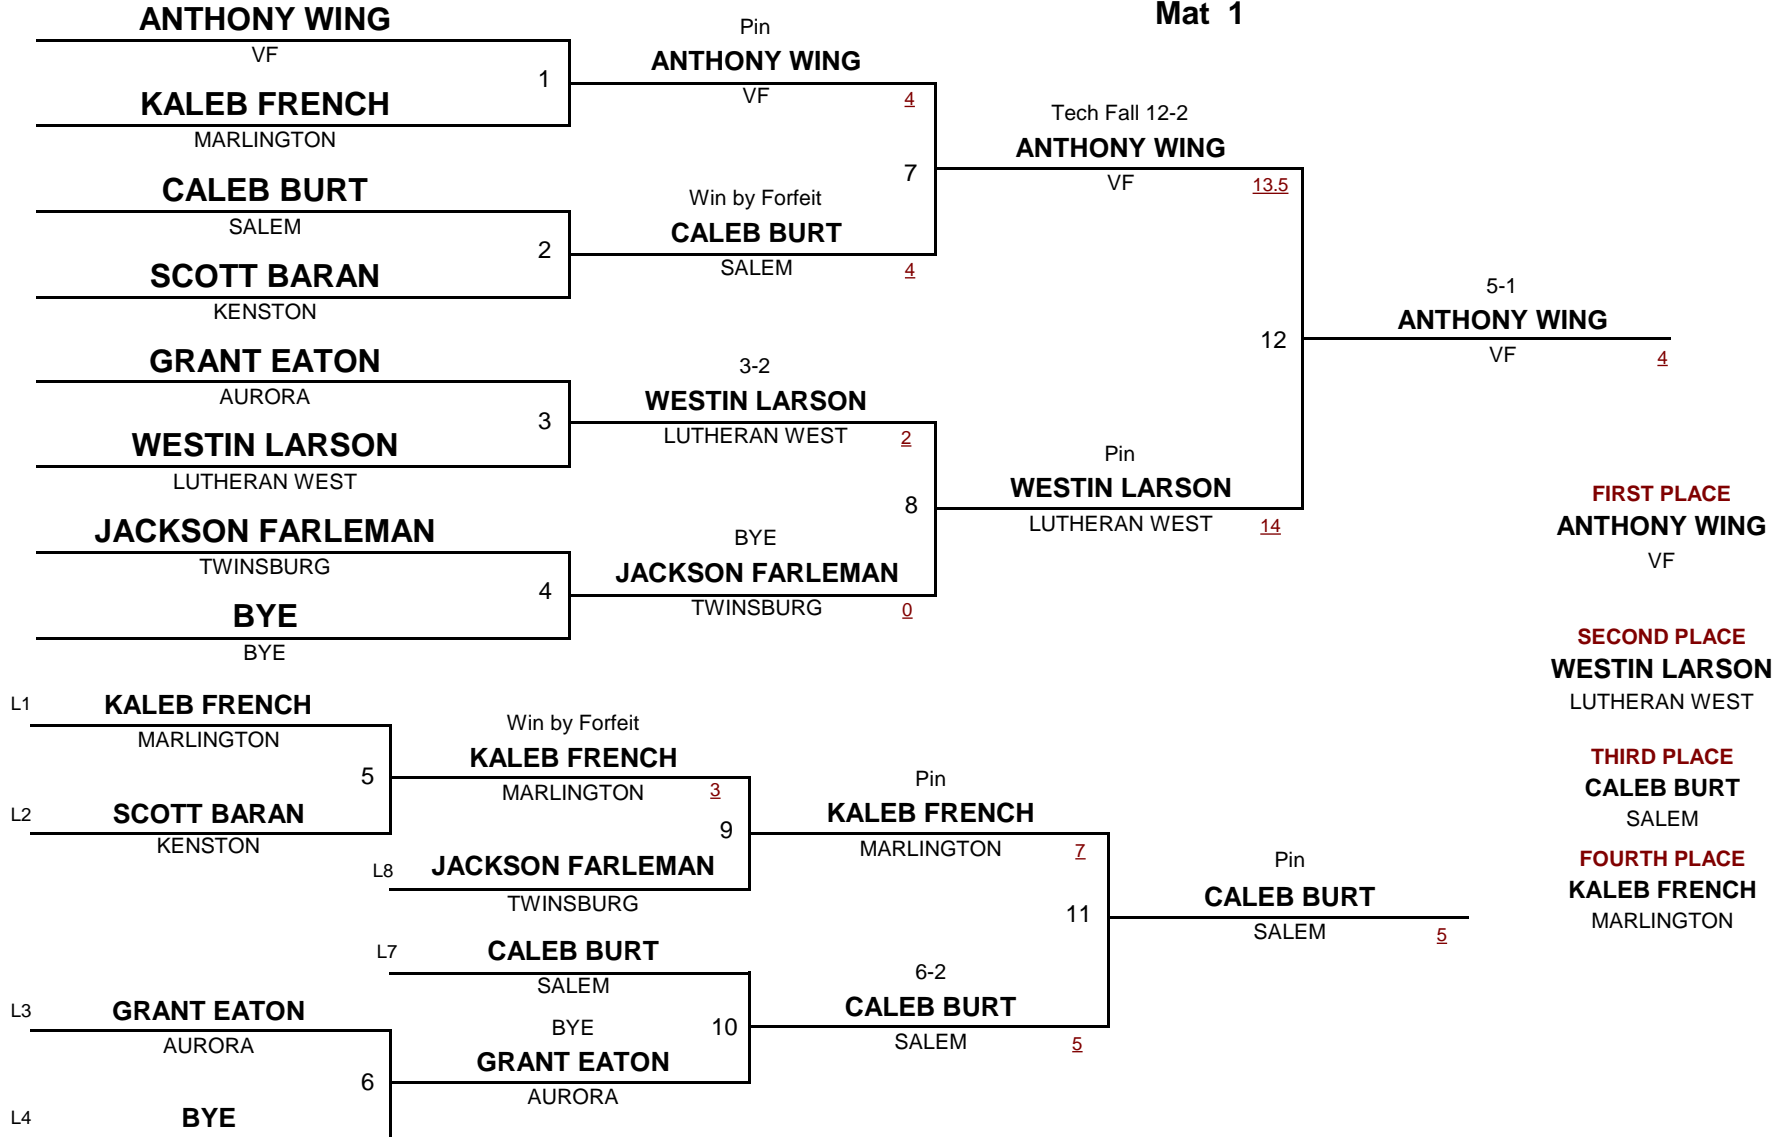 Mat 1
ANTHONY WING
VF
1
KALEB FRENCH
MARLINGTON
CALEB BURT
SALEM
2
SCOTT BARAN
KENSTON
GRANT EATON
AURORA
3
WESTIN LARSON
LUTHERAN WEST
JACKSON FARLEMAN
TWINSBURG
4
BYE
BYE
Pin
ANTHONY WING
VF 4
7
Win by Forfeit
CALEB BURT
SALEM 4
3-2
WESTIN LARSON
LUTHERAN WEST 2
8
BYE
JACKSON FARLEMAN
TWINSBURG 0
Tech Fall 12-2
ANTHONY WING
VF 13.5
12
Pin
WESTIN LARSON
LUTHERAN WEST 14
5-1
ANTHONY WING
VF 4
FIRST PLACE
ANTHONY WING
VF
SECOND PLACE
WESTIN LARSON
LUTHERAN WEST
THIRD PLACE
CALEB BURT
SALEM
FOURTH PLACE
KALEB FRENCH
MARLINGTON
L1 KALEB FRENCH
MARLINGTON
5
L2 SCOTT BARAN
KENSTON
L3 GRANT EATON
AURORA
6
L4 BYE
Win by Forfeit
KALEB FRENCH
MARLINGTON 3
9
L8 JACKSON FARLEMAN
TWINSBURG
L7 CALEB BURT
SALEM
BYE 10
GRANT EATON
AURORA
Pin
KALEB FRENCH
MARLINGTON 7
11
6-2
CALEB BURT
SALEM 5
Pin
CALEB BURT
SALEM 5